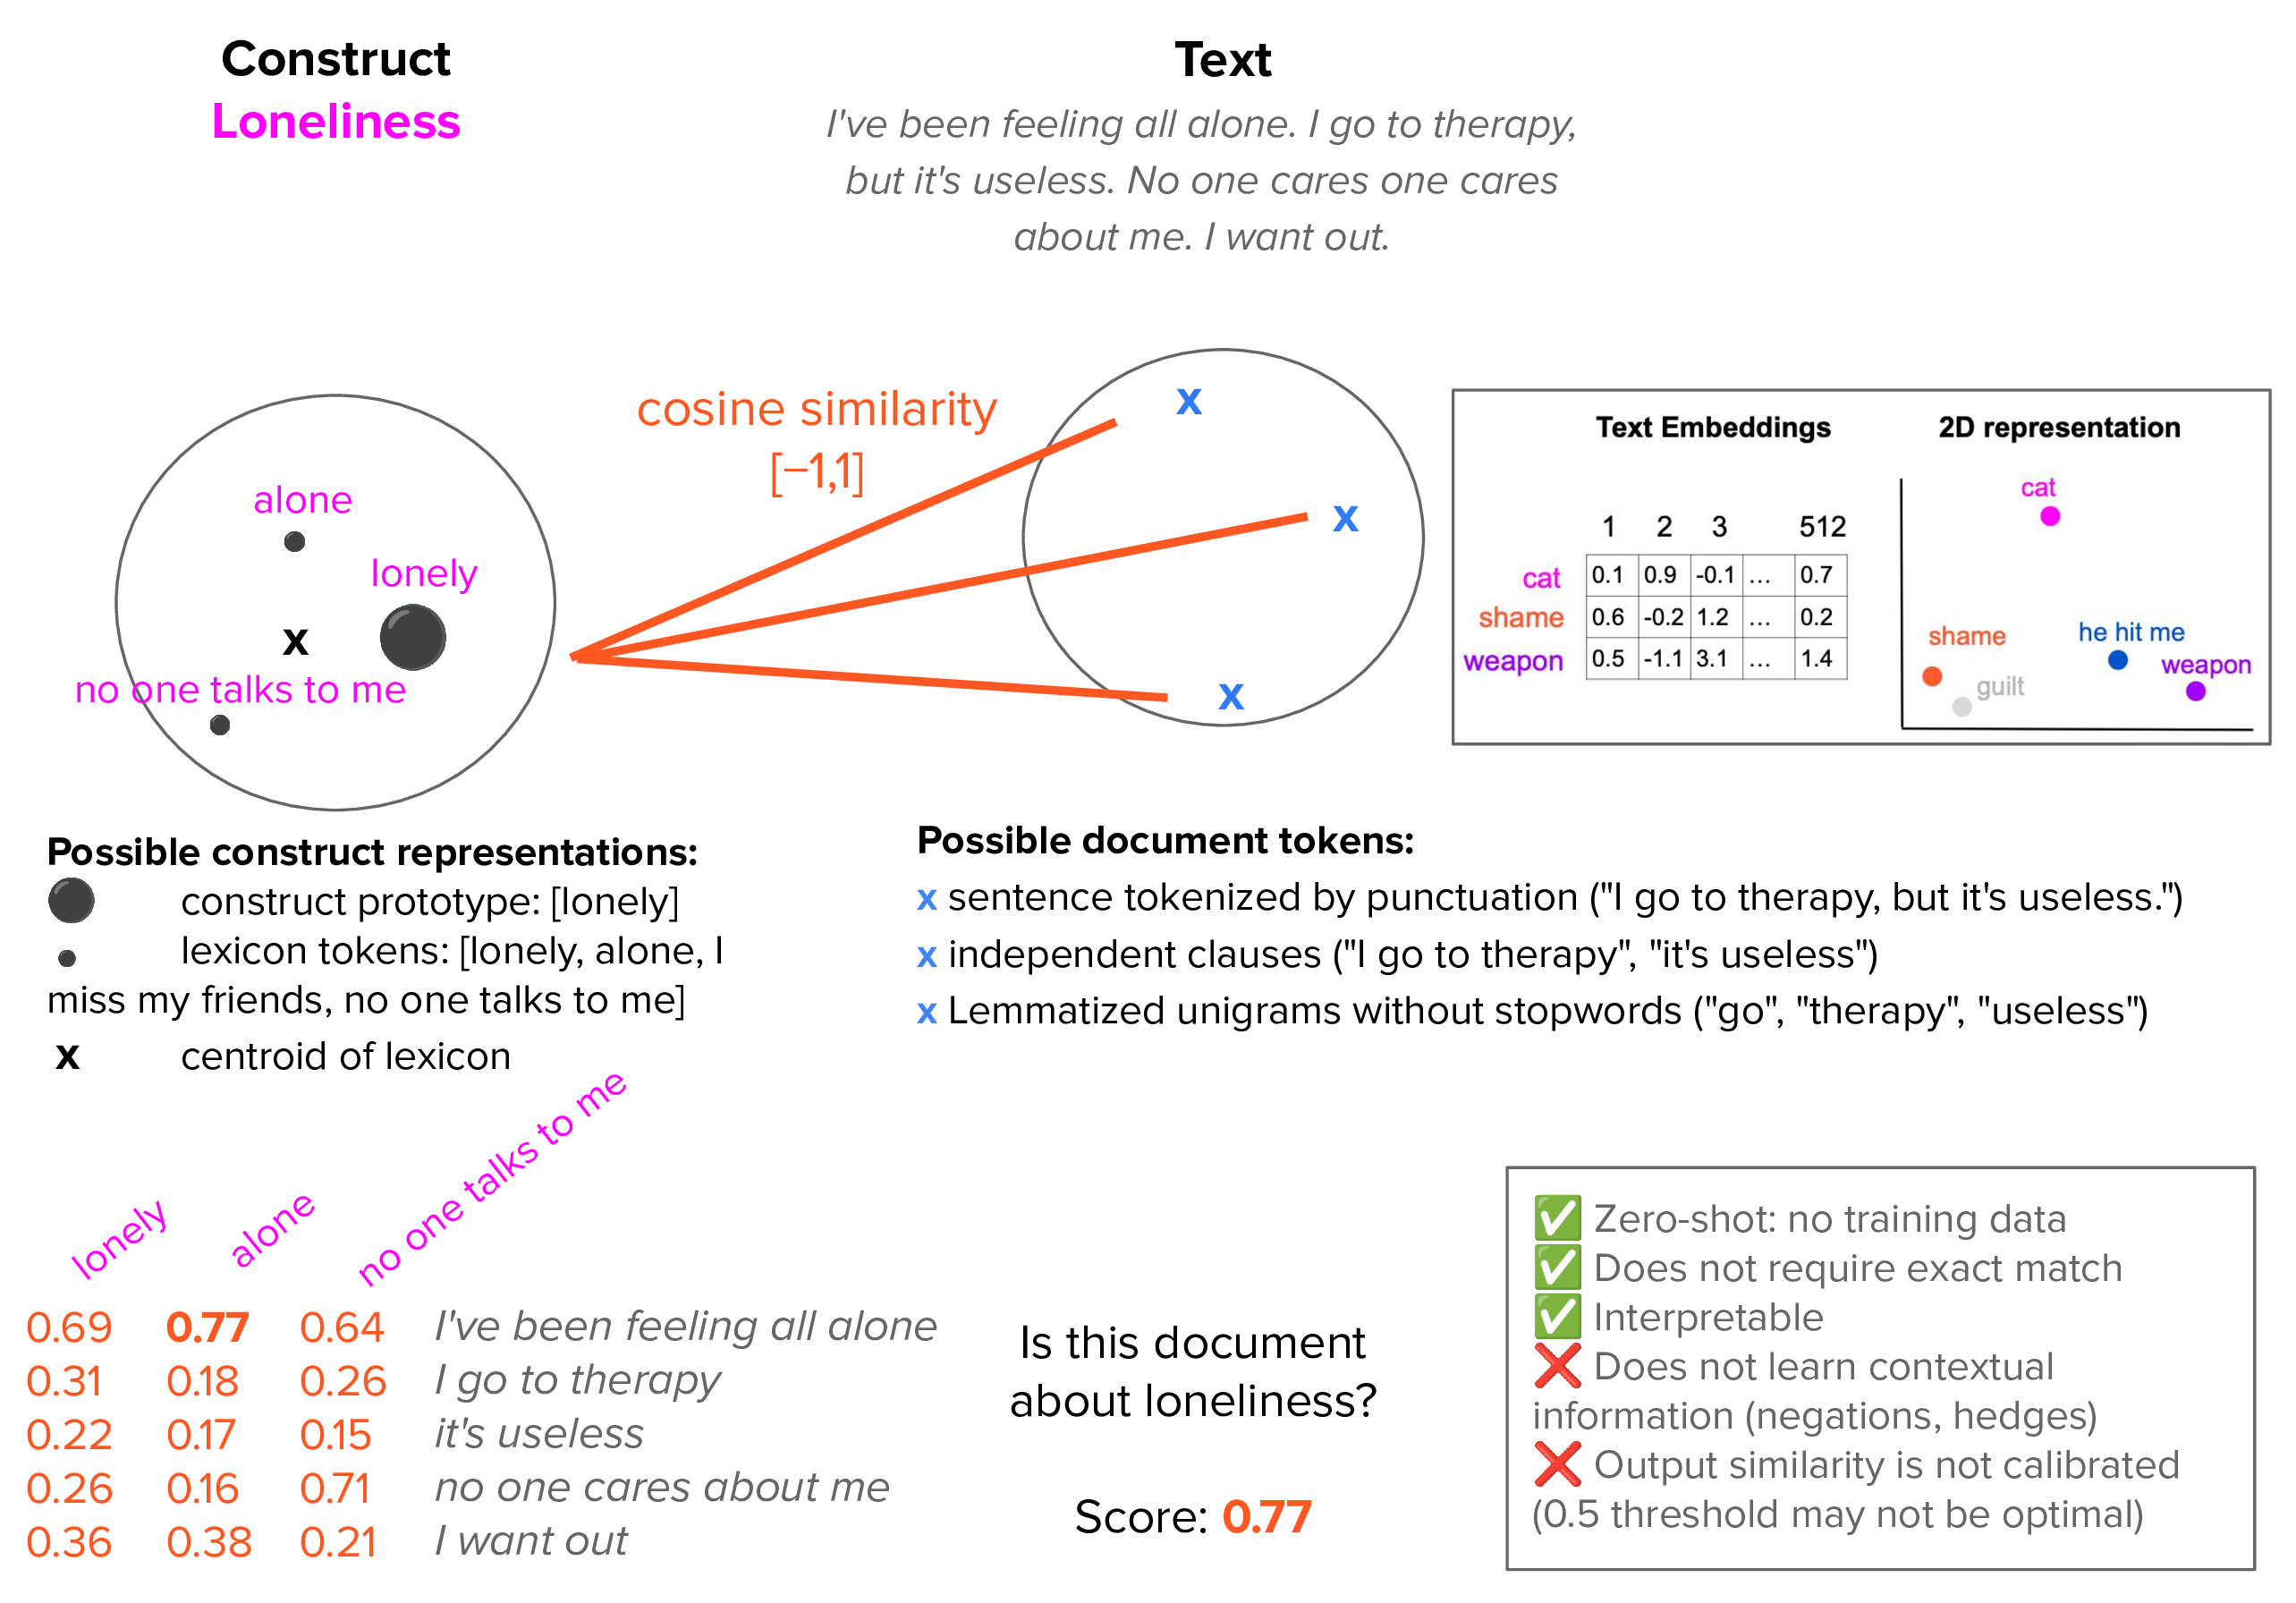 Construct
Loneliness
Text
I've been feeling all alone. I go to therapy,
but it's useless. No one cares one cares
about me. I want out.
alone
lonely
x
no one talks to me
cosine similarity
[−1,1]
x
x
x
Text Embeddings
1 2 3 512
cat 0.1 0.9 -0.1 ... 0.7
shame 0.6 -0.2 1.2 ... 0.2
weapon 0.5 -1.1 3.1 ... 1.4
2D representation
cat
shame
he hit me
weapon
guilt
Possible construct representations:
construct prototype: [lonely]
lexicon tokens: [lonely, alone, I
miss my friends, no one talks to me]
x centroid of lexicon
Possible document tokens:
x sentence tokenized by punctuation ("I go to therapy, but it's useless.")
x independent clauses ("I go to therapy", "it's useless")
x Lemmatized unigrams without stopwords ("go", "therapy", "useless")
lonely
alone
no one talks to me
0.69 0.77 0.64 I've been feeling all alone
0.31 0.18 0.26 I go to therapy
0.22 0.17 0.15 it's useless
0.26 0.16 0.71 no one cares about me
0.36 0.38 0.21 I want out
Is this document
about loneliness?
Score: 0.77
✅ Zero-shot: no training data
✅ Does not require exact match
✅ Interpretable
❌ Does not learn contextual
information (negations, hedges)
❌ Output similarity is not calibrated
(0.5 threshold may not be optimal)